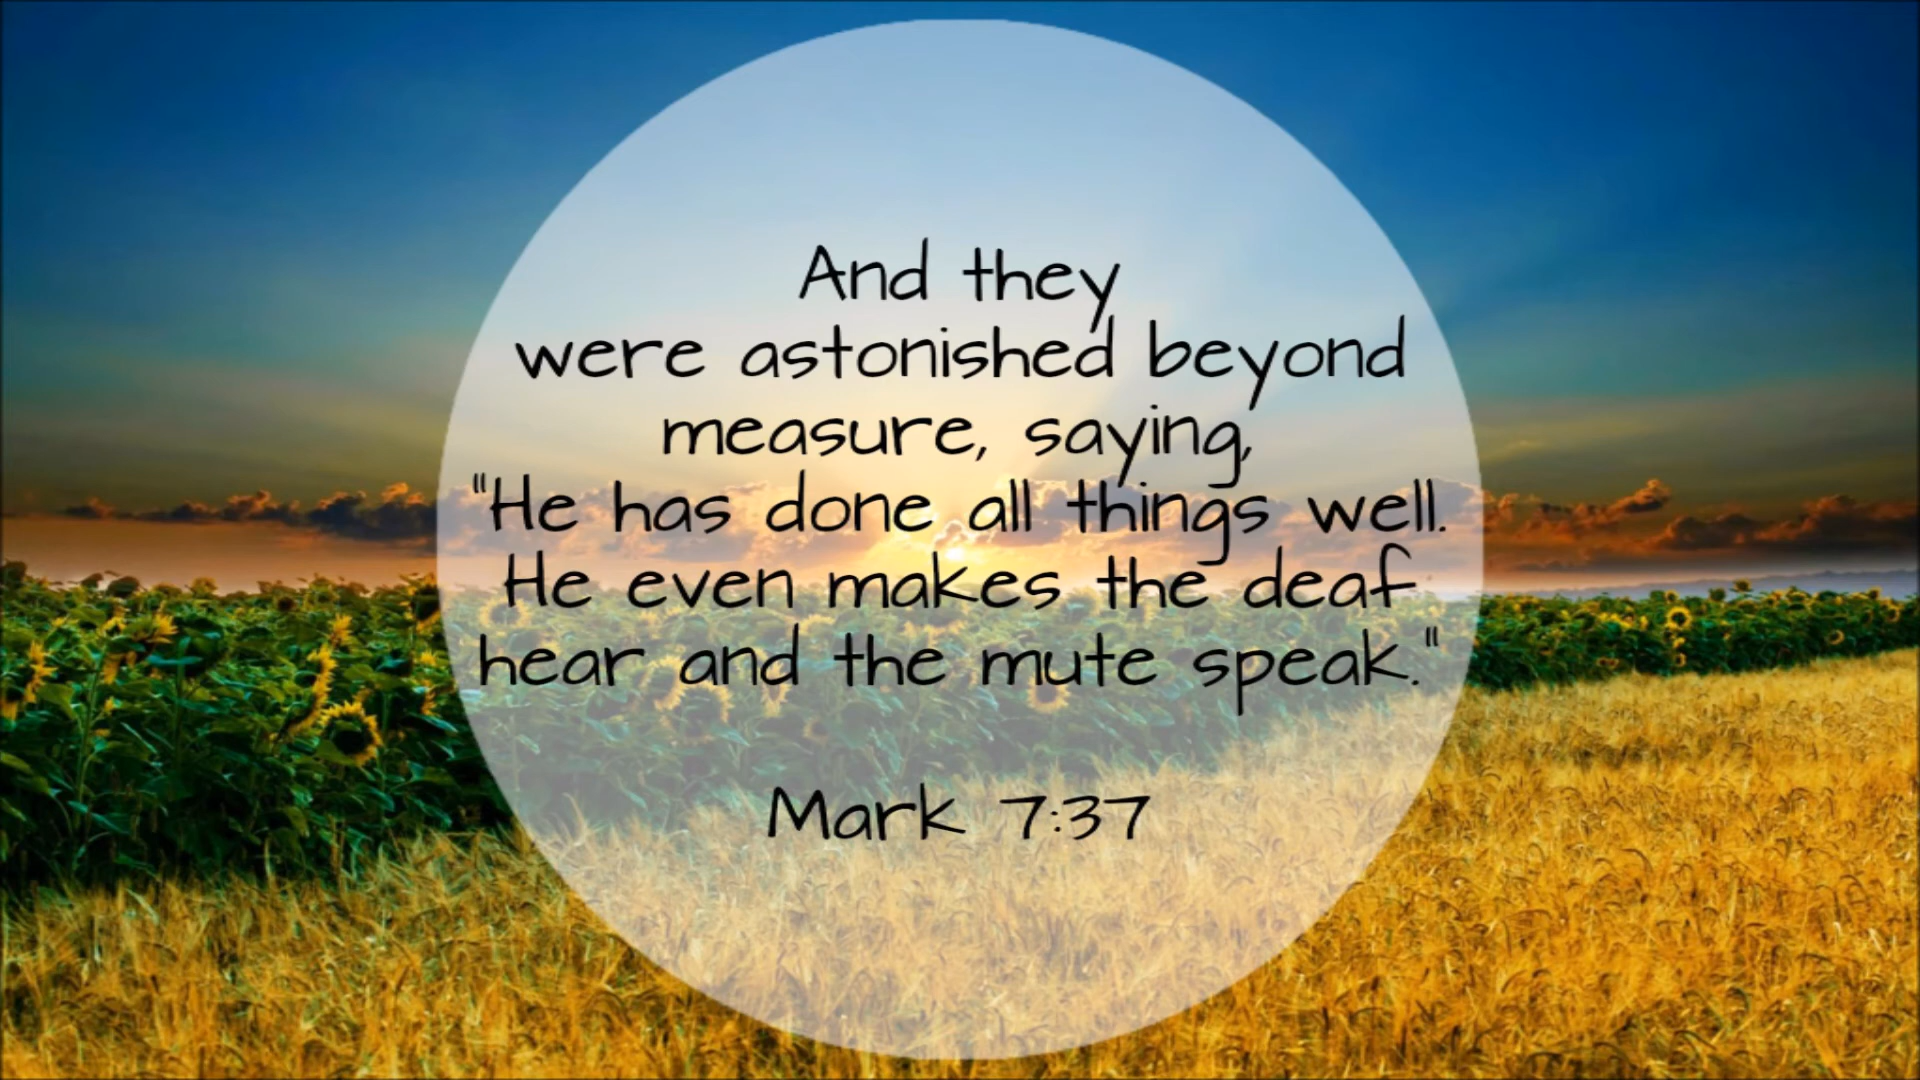 And they
were astonished beyond
measure, saying,
"He has done all things well.
He even makes the deaf
hear and the mute speak."
Mark 7:37